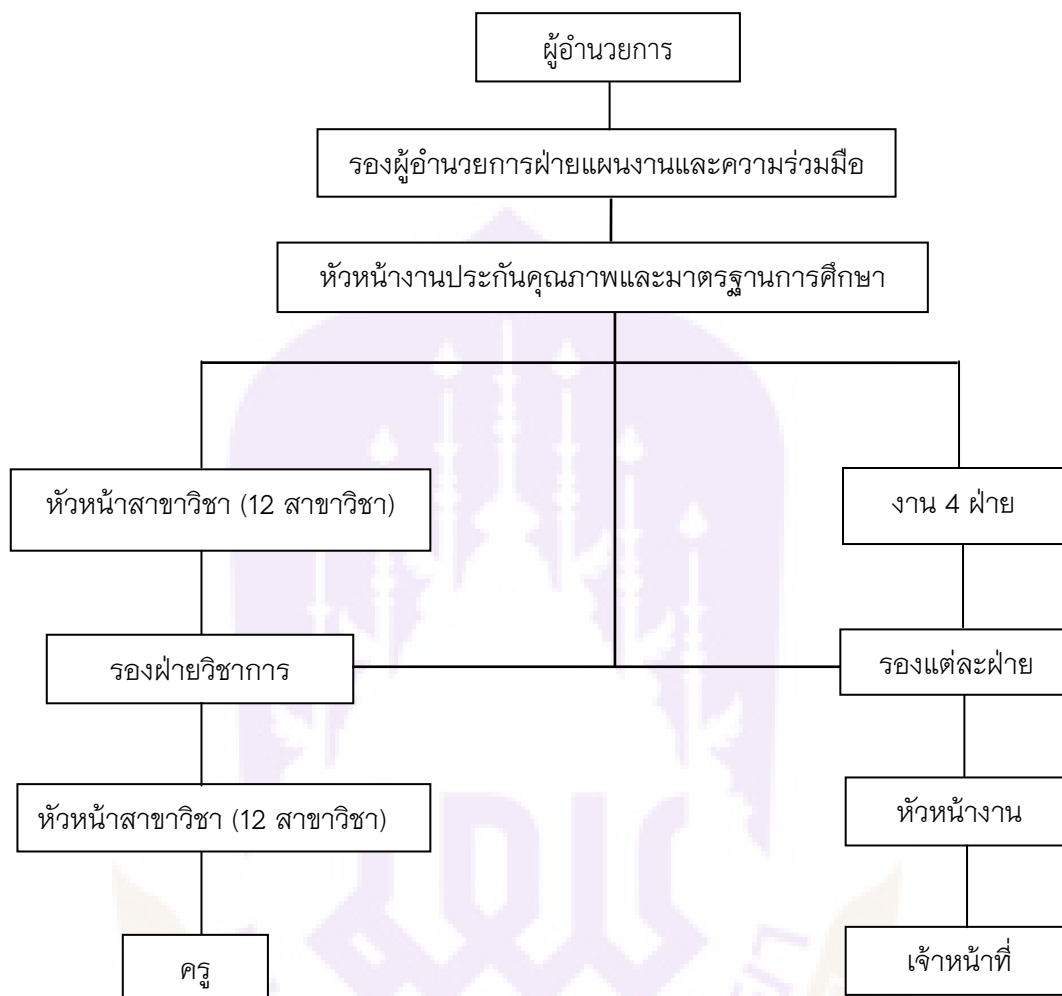 ผู้อำนวยการ
รองผู้อำนวยการฝ่ายแผนงานและความร่วมมือ
หัวหน้างานประกันคุณภาพและมาตรฐานการศึกษา
หัวหน้าสาขาวิชา (12 สาขาวิชา)
งาน 4 ฝ่าย
รองฝ่ายวิชาการ
รองแต่ละฝ่าย
หัวหน้าสาขาวิชา (12 สาขาวิชา)
หัวหน้างาน
ครู
เจ้าหน้าที่